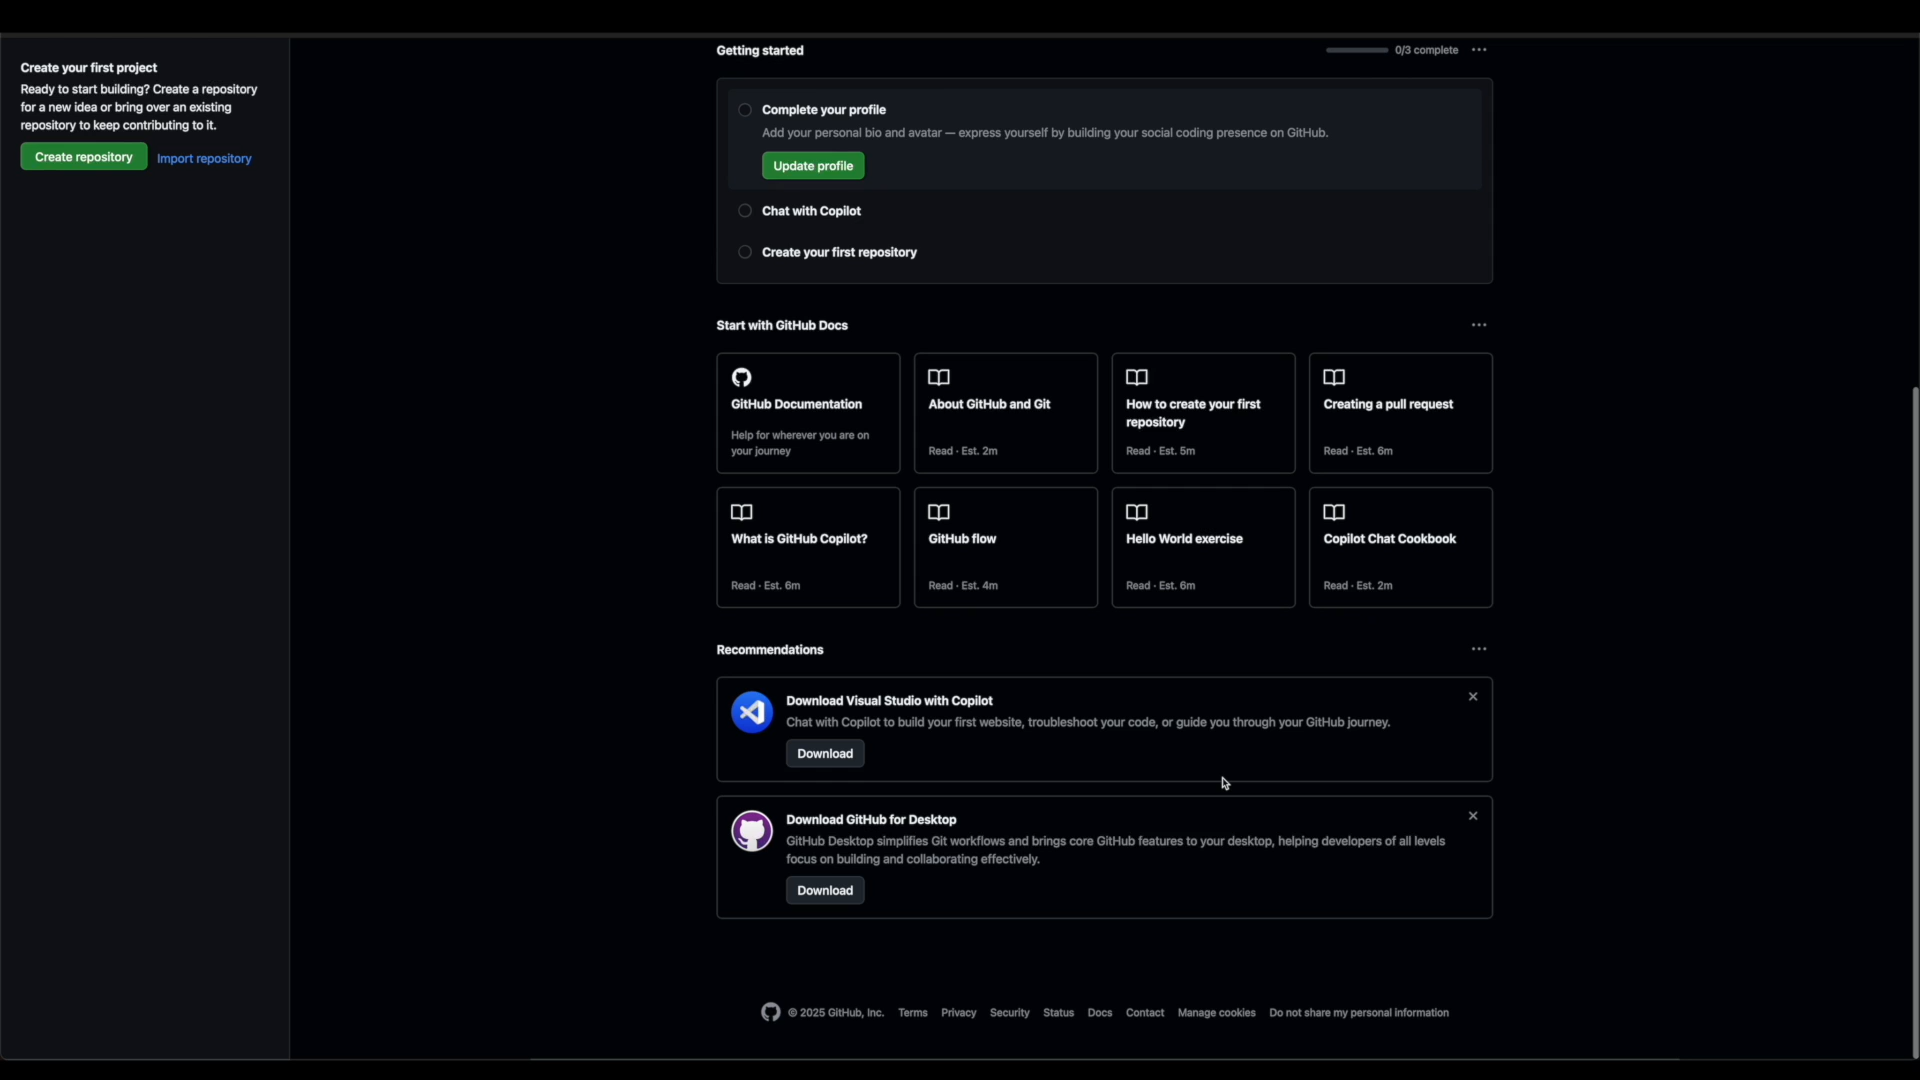 Create your first project
Ready to start building? Create a repository
for a new idea or bring over an existing
repository to keep contributing to it.
Create repository
Import repository
Getting started
0/3 complete
Complete your profile
Add your personal bio and avatar — express yourself by building your social coding presence on GitHub.
Update profile
Chat with Copilot
Create your first repository
Start with GitHub Docs
GitHub Documentation
Help for wherever you are on
your journey
About GitHub and Git
Read · Est. 2m
How to create your first
repository
Read · Est. 5m
Creating a pull request
Read · Est. 6m
What is GitHub Copilot?
Read · Est. 6m
GitHub flow
Read · Est. 4m
Hello World exercise
Read · Est. 6m
Copilot Chat Cookbook
Read · Est. 2m
Recommendations
Download Visual Studio with Copilot
Chat with Copilot to build your first website, troubleshoot your code, or guide you through your GitHub journey.
Download
Download GitHub for Desktop
GitHub Desktop simplifies Git workflows and brings core GitHub features to your desktop, helping developers of all levels
focus on building and collaborating effectively.
Download
© 2025 GitHub, Inc. Terms Privacy Security Status Docs Contact Manage cookies Do not share my personal information